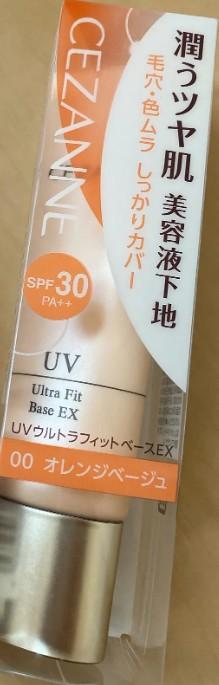 潤うツヤ肌 美容液下地
毛穴・色ムラ しっかりカバー
CEZANNE
SPF 30
PA++
UV
Ultra Fit
Base EX
UVウルトラフィットベースEX
00 オレンジベージュ